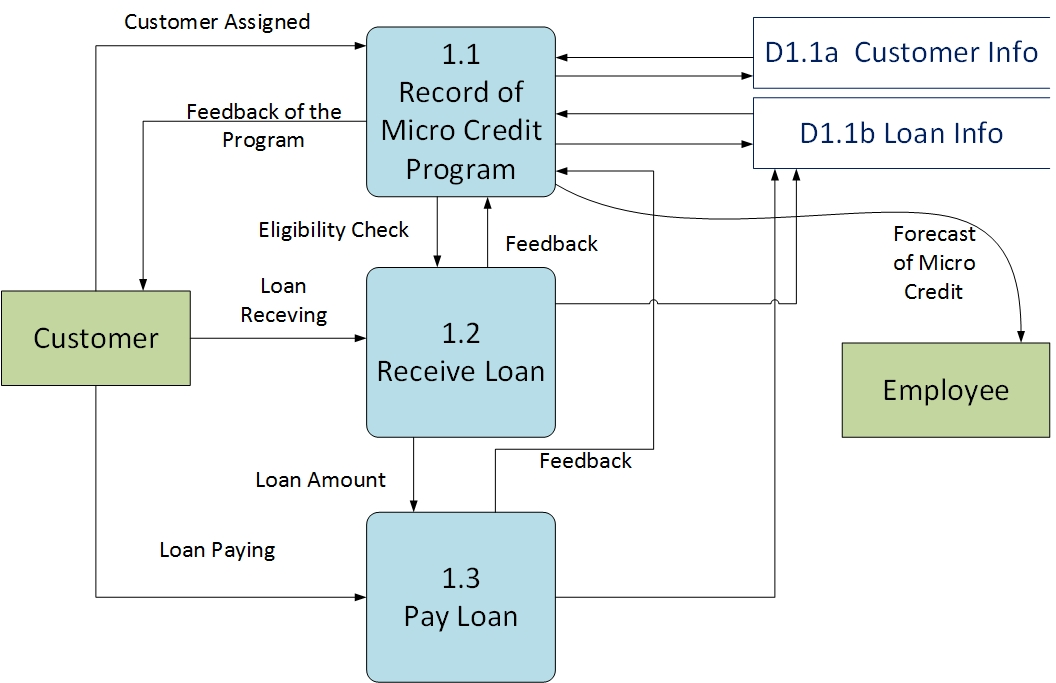 Customer Assigned
1.1
Record of
Micro Credit
Program
D1.1a  Customer Info
D1.1b Loan Info
Feedback of the
Program
Eligibility Check
Feedback
Forecast
of Micro
Credit
Loan
Receving
Customer
1.2
Receive Loan
Employee
Loan Amount
Feedback
Loan Paying
1.3
Pay Loan